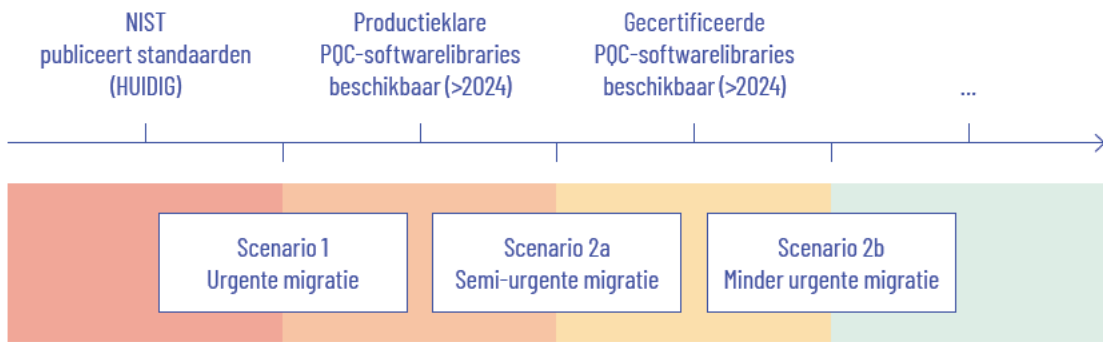 NIST
publiceert standaarden
(HUIDIG)
Productieklare
PQC-softwarelibraries
beschikbaar (>2024)
Gecertificeerde
PQC-softwarelibraries
beschikbaar (>2024)
...
Scenario 1
Urgente migratie
Scenario 2a
Semi-urgente migratie
Scenario 2b
Minder urgente migratie